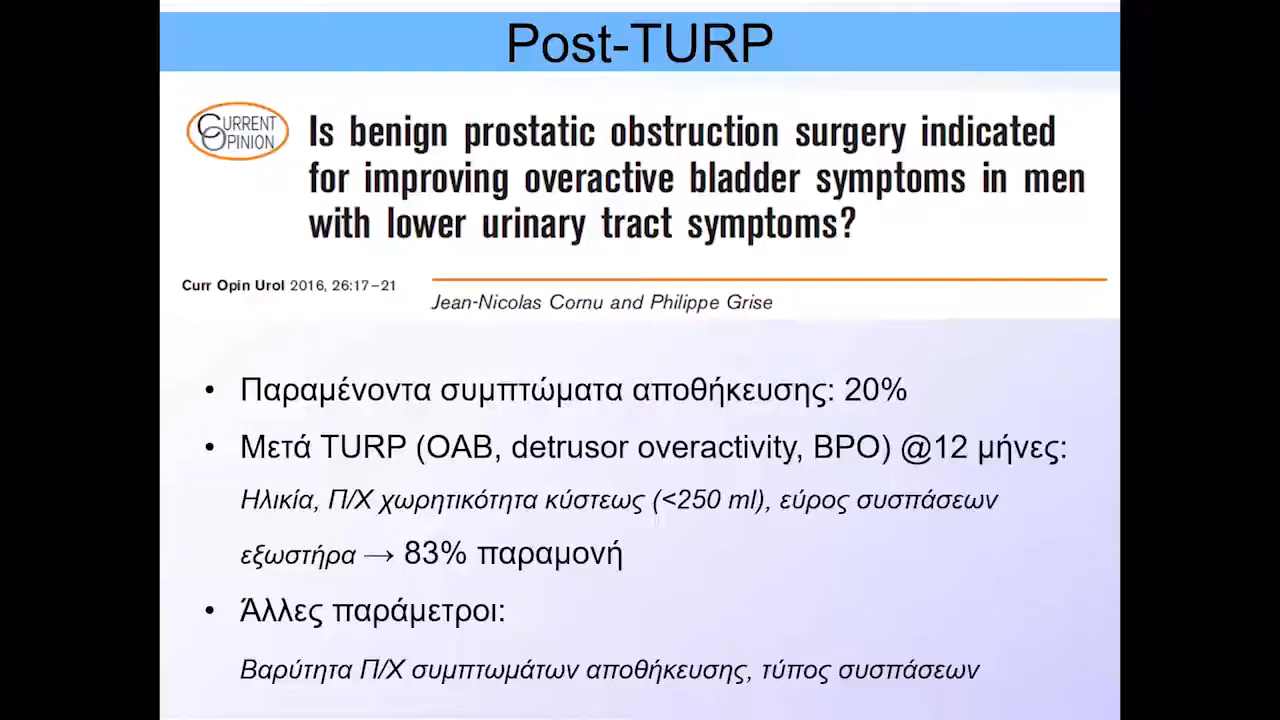 Post-TURP
CURRENT
OPINION
Is benign prostatic obstruction surgery indicated
for improving overactive bladder symptoms in men
with lower urinary tract symptoms?
Curr Opin Urol 2016, 26:17–21
Jean-Nicolas Cornu and Philippe Grise
• Παραμένοντα συμπτώματα αποθήκευσης: 20%
• Μετά TURP (OAB, detrusor overactivity, BPO) @12 μήνες:
Ηλικία, Π/Χ χωρητικότητα κύστεως (<250 ml), εύρος συσπάσεων
εξωστήρα → 83% παραμονή
• Άλλες παράμετροι:
Βαρύτητα Π/Χ συμπτωμάτων αποθήκευσης, τύπος συσπάσεων